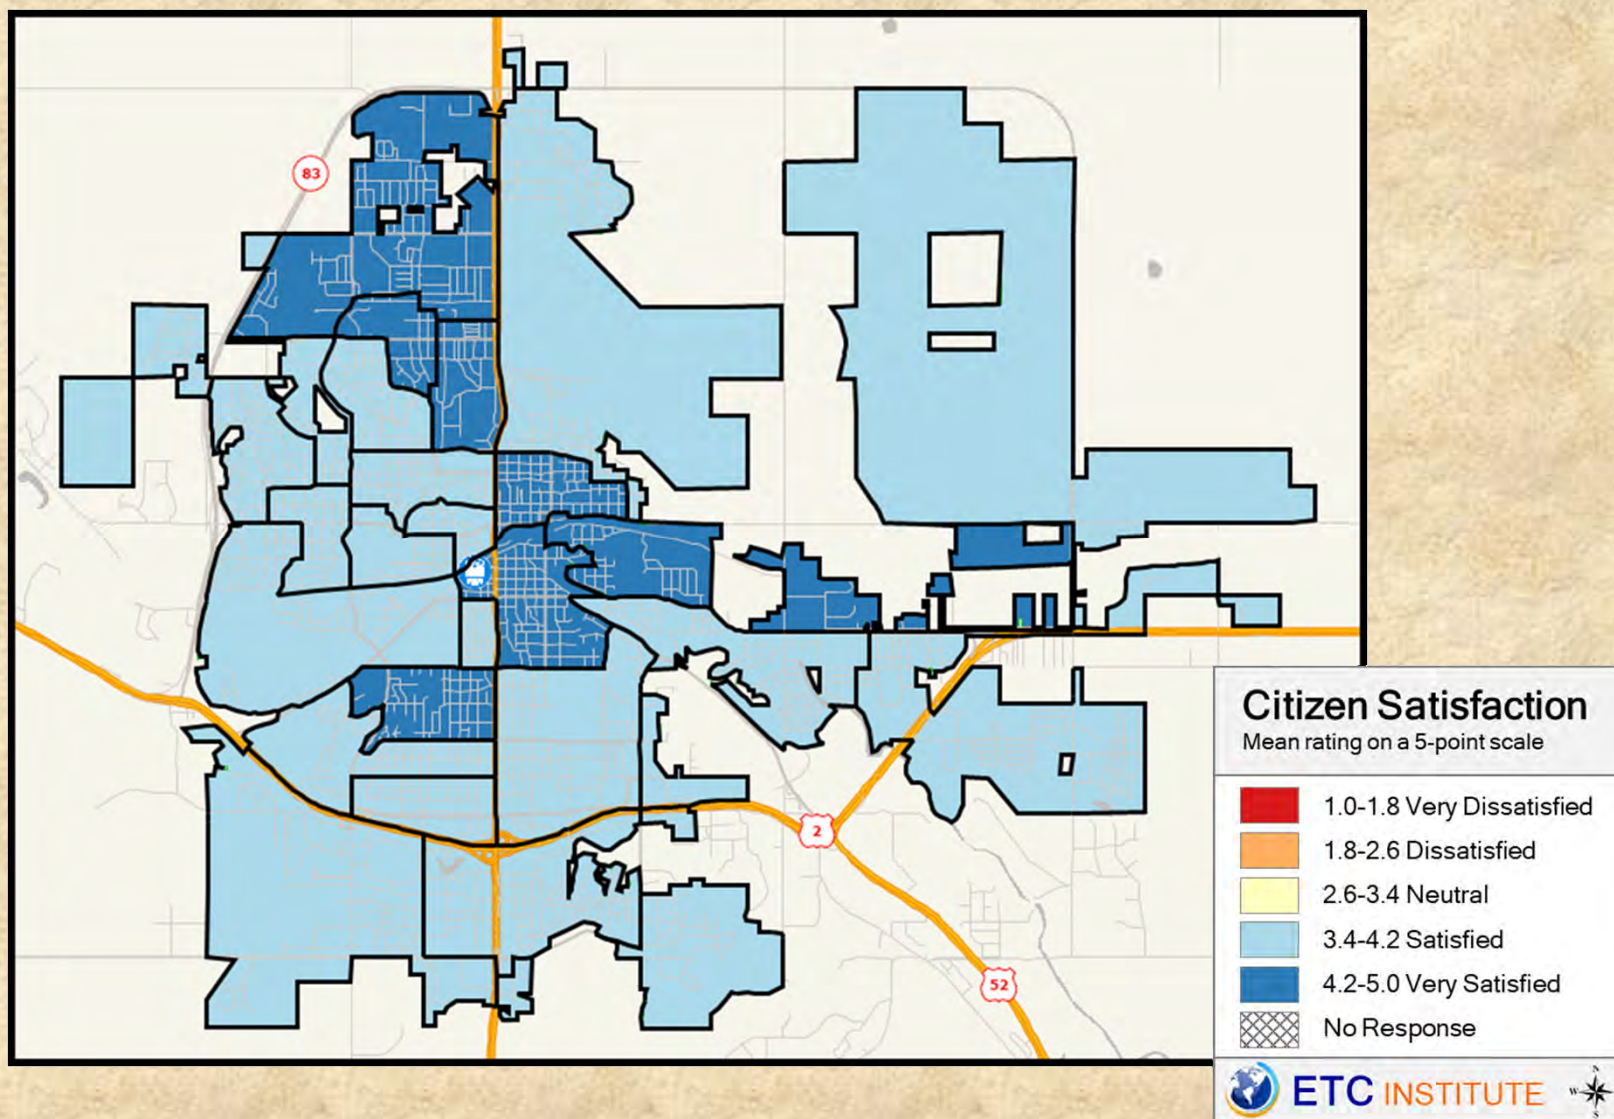 83
2
52
Citizen Satisfaction
Mean rating on a 5-point scale
1.0-1.8 Very Dissatisfied
1.8-2.6 Dissatisfied
2.6-3.4 Neutral
3.4-4.2 Satisfied
4.2-5.0 Very Satisfied
No Response
ETC INSTITUTE
N
W
S